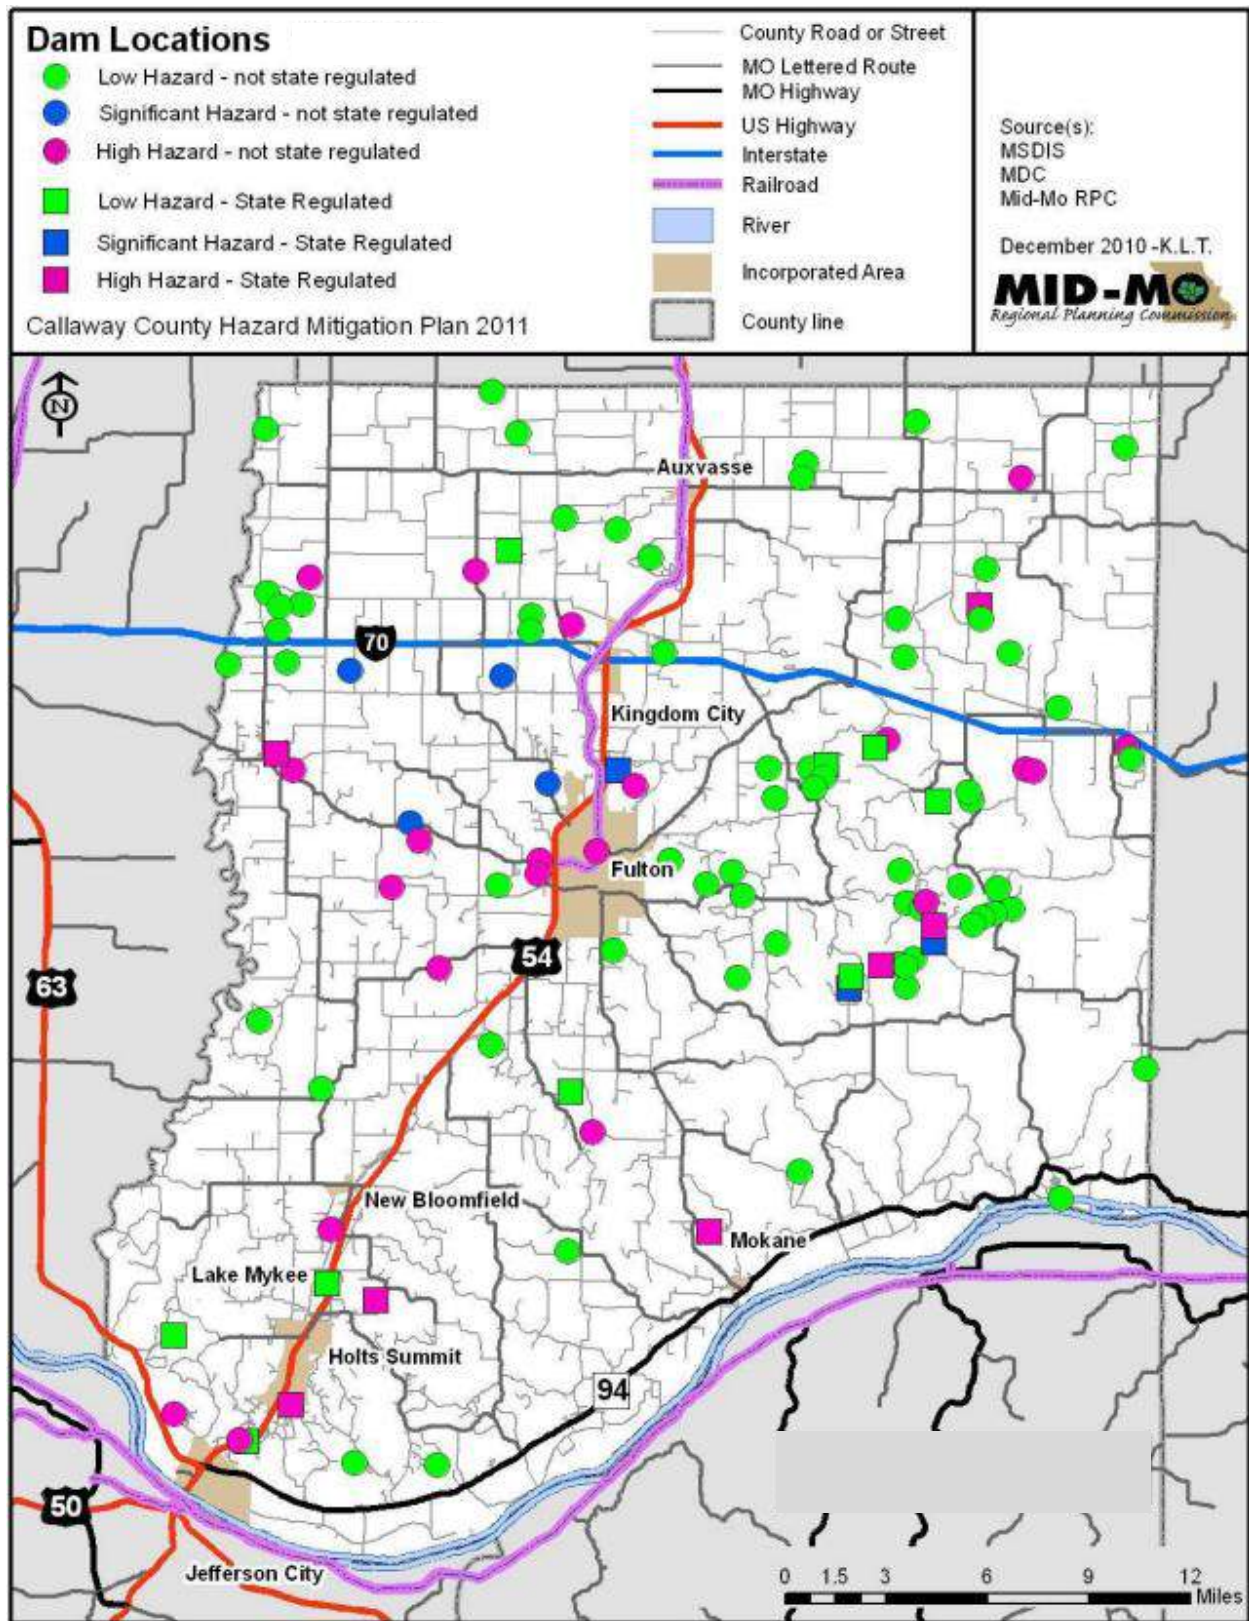 Dam Locations
Low Hazard - not state regulated
Significant Hazard - not state regulated
High Hazard - not state regulated
Low Hazard - State Regulated
Significant Hazard - State Regulated
High Hazard - State Regulated
Callaway County Hazard Mitigation Plan 2011
County Road or Street
MO Lettered Route
MO Highway
US Highway
Interstate
Railroad
River
Incorporated Area
County line
Source(s):
MSDIS
MDC
Mid-Mo RPC
December 2010 -K.L.T.
MID-MO
Regional Planning Commission
N
Auxvasse
70
Kingdom City
Fulton
54
63
New Bloomfield
Mokane
Lake Mykee
Holts Summit
94
50
Jefferson City
0 1.5 3 6 9 12
Miles